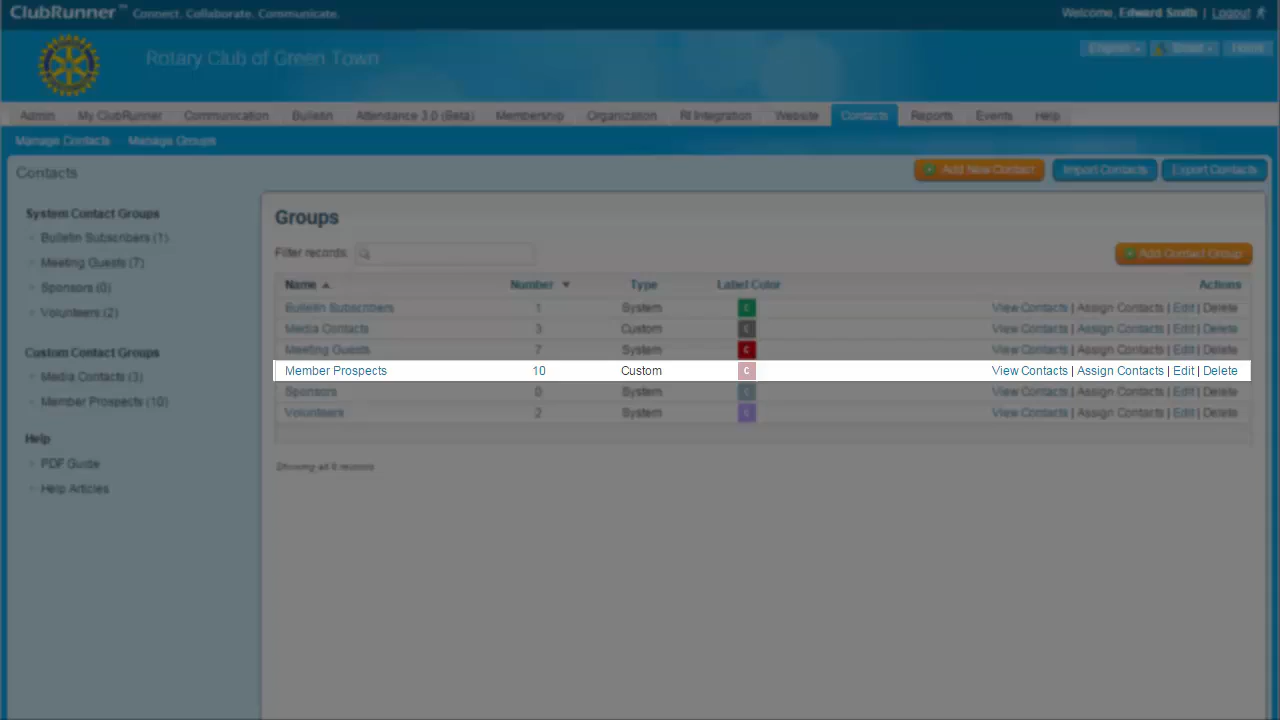 ClubRunner™ Connect. Collaborate. Communicate.
Welcome, Edward Smith | Logout
Rotary Club of Green Town
English Home
Admin My ClubRunner Communication Bulletin Attendance 3.0 (Beta) Membership Organization RI Integration Website Contacts Reports Events Help
Manage Contacts Manage Groups
Contacts
Add New Contact Import Contacts Export Contacts
System Contact Groups
Bulletin Subscribers (1)
Meeting Guests (7)
Sponsors (0)
Volunteers (2)
Custom Contact Groups
Media Contacts (3)
Member Prospects (10)
Help
PDF Guide
Help Articles
Groups
Filter records:
Add Contact Group
Name Number Type Label Color Actions
Bulletin Subscribers 1 System C View Contacts | Assign Contacts | Edit | Delete
Media Contacts 3 Custom C View Contacts | Assign Contacts | Edit | Delete
Meeting Guests 7 System C View Contacts | Assign Contacts | Edit | Delete
Member Prospects 10 Custom C View Contacts | Assign Contacts | Edit | Delete
Sponsors 0 System C View Contacts | Assign Contacts | Edit | Delete
Volunteers 2 System C View Contacts | Assign Contacts | Edit | Delete
Showing all 6 records